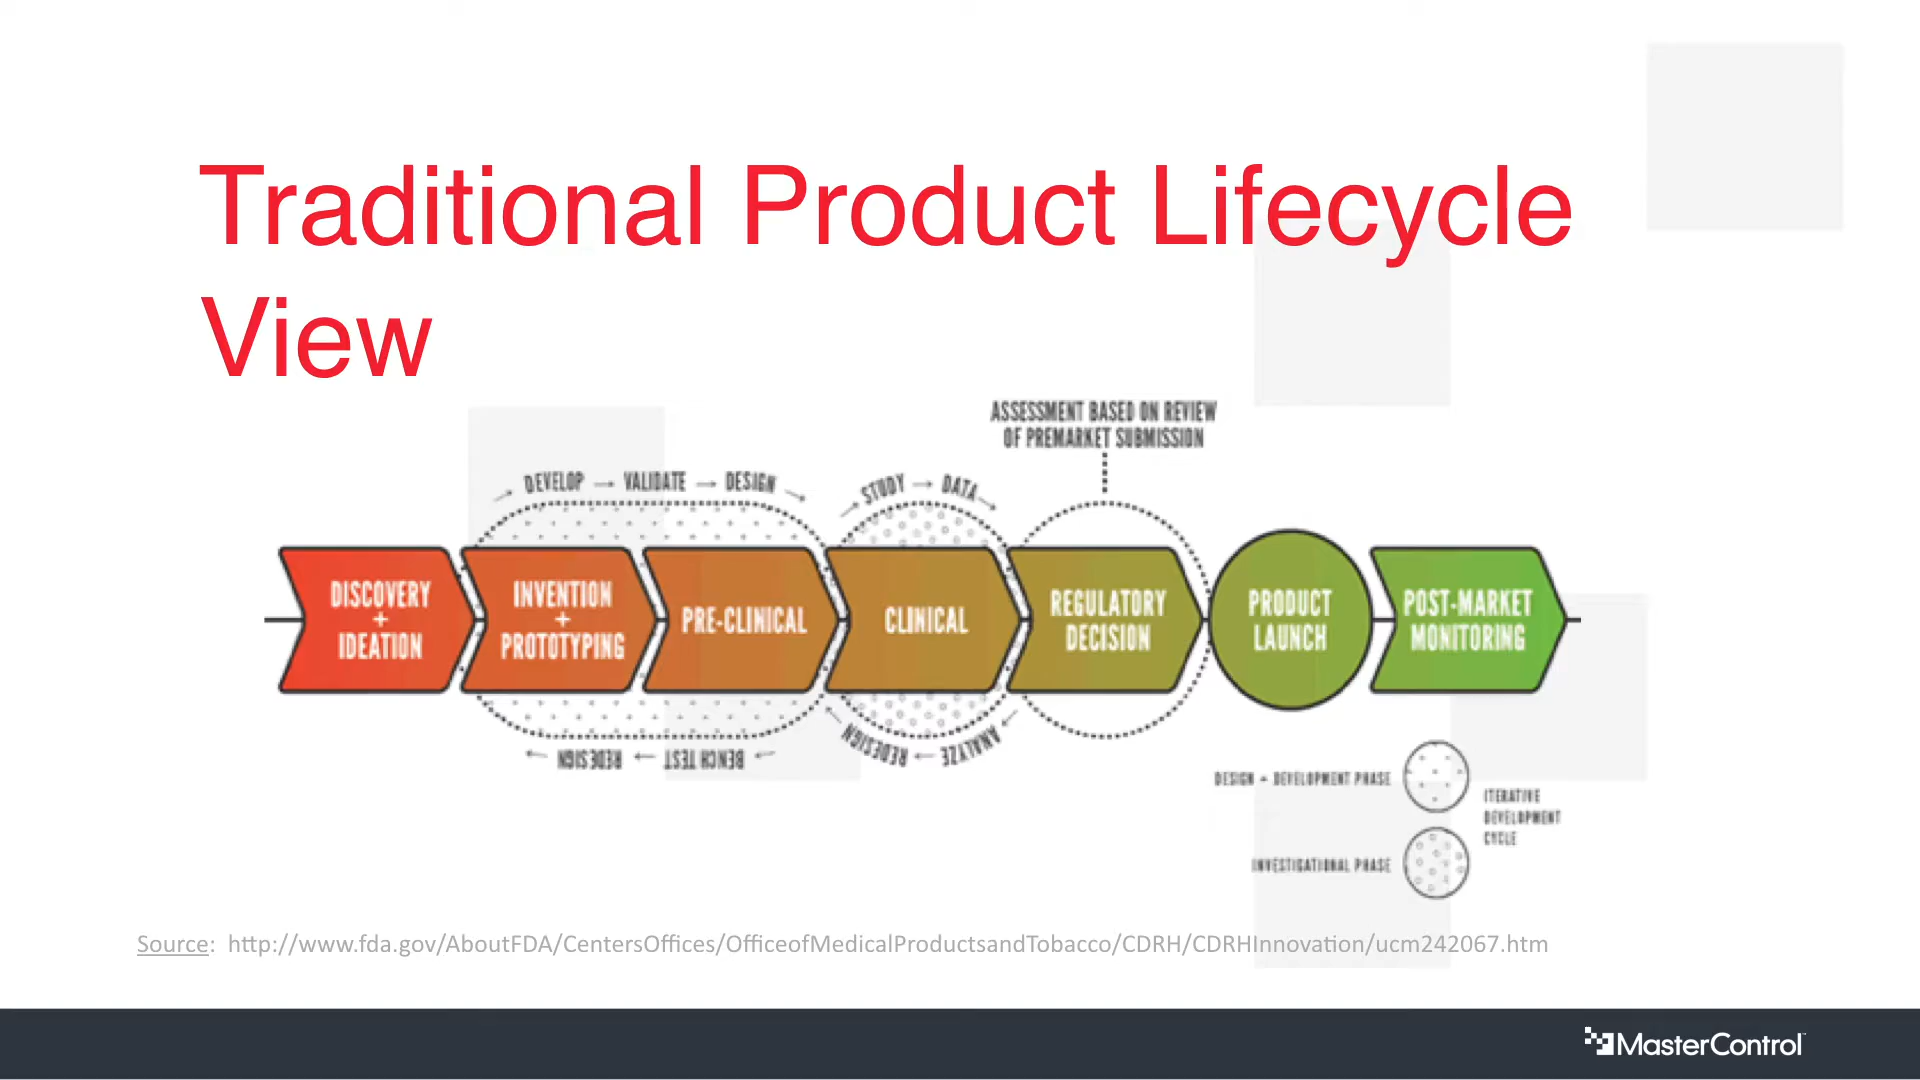 Traditional Product Lifecycle
View
ASSESSMENT BASED ON REVIEW
OF PREMARKET SUBMISSION
DEVELOP → VALIDATE → DESIGN →
STUDY → DATA →
DISCOVERY
+
IDEATION
INVENTION
+
PROTOTYPING
PRE-CLINICAL
CLINICAL
REGULATORY
DECISION
PRODUCT
LAUNCH
POST-MARKET
MONITORING
BENCH TEST → REDESIGN →
ANALYZE → REDESIGN →
DESIGN + DEVELOPMENT PHASE
INVESTIGATIONAL PHASE
ITERATIVE
DEVELOPMENT
CYCLE
Source: http://www.fda.gov/AboutFDA/CentersOffices/OfficeofMedicalProductsandTobacco/CDRH/CDRHInnovation/ucm242067.htm
MasterControl